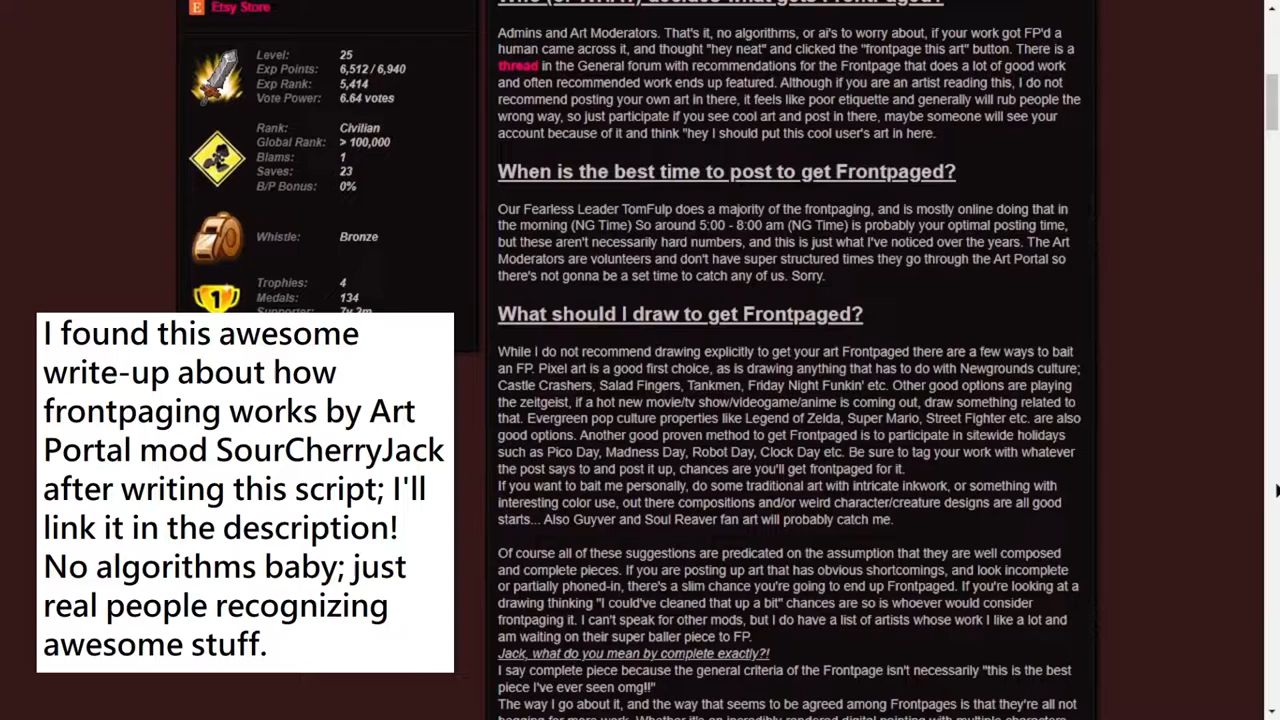 Etsy Store
Level: 25
Exp Points: 6,512 / 6,940
Exp Rank: 5,414
Vote Power: 6.64 votes
Rank: Civilian
Global Rank: > 100,000
Blams: 1
Saves: 23
B/P Bonus: 0%
Whistle: Bronze
Trophies: 4
Medals: 134
Supporter: 7y 2m
I found this awesome
write-up about how
frontpaging works by Art
Portal mod SourCherryJack
after writing this script; I'll
link it in the description!
No algorithms baby; just
real people recognizing
awesome stuff.
Who (or WHAT) decides what gets FrontPaged?
Admins and Art Moderators. That's it, no algorithms, or ai's to worry about, if your work got FP'd a
human came across it, and thought "hey neat" and clicked the "frontpage this art" button. There is a
thread in the General forum with recommendations for the Frontpage that does a lot of good work
and often recommended work ends up featured. Although if you are an artist reading this, I do not
recommend posting your own art in there, it feels like poor etiquette and generally will rub people the
wrong way, so just participate if you see cool art and post in there, maybe someone will see your
account because of it and think "hey I should put this cool user's art in here.
When is the best time to post to get Frontpaged?
Our Fearless Leader TomFulp does a majority of the frontpaging, and is mostly online doing that in
the morning (NG Time) So around 5:00 - 8:00 am (NG Time) is probably your optimal posting time,
but these aren't necessarily hard numbers, and this is just what I've noticed over the years. The Art
Moderators are volunteers and don't have super structured times they go through the Art Portal so
there's not gonna be a set time to catch any of us. Sorry.
What should I draw to get Frontpaged?
While I do not recommend drawing explicitly to get your art Frontpaged there are a few ways to bait
an FP. Pixel art is a good first choice, as is drawing anything that has to do with Newgrounds culture;
Castle Crashers, Salad Fingers, Tankmen, Friday Night Funkin' etc. Other good options are playing
the zeitgeist, if a hot new movie/tv show/videogame/anime is coming out, draw something related to
that. Evergreen pop culture properties like Legend of Zelda, Super Mario, Street Fighter etc. are also
good options. Another good proven method to get Frontpaged is to participate in sitewide holidays
such as Pico Day, Madness Day, Robot Day, Clock Day etc. Be sure to tag your work with whatever
the post says to and post it up, chances are you'll get frontpaged for it.
If you want to bait me personally, do some traditional art with intricate inkwork, or something with
interesting color use, out there compositions and/or weird character/creature designs are all good
starts... Also Guyver and Soul Reaver fan art will probably catch me.
Of course all of these suggestions are predicated on the assumption that they are well composed
and complete pieces. If you are posting up art that has obvious shortcomings, and look incomplete
or partially phoned-in, there's a slim chance you're going to end up Frontpaged. If you're looking at a
drawing thinking "I could've cleaned that up a bit" chances are so is whoever would consider
frontpaging it. I can't speak for other mods, but I do have a list of artists whose work I like a lot and
am waiting on their super baller piece to FP.
Jack, what do you mean by complete exactly?!
I say complete piece because the general criteria of the Frontpage isn't necessarily "this is the best
piece I've ever seen omg!!"
The way I go about it, and the way that seems to be agreed among Frontpages is that they're all not
begging for more work. Whether it's an incredibly rendered digital painting with multiple characters